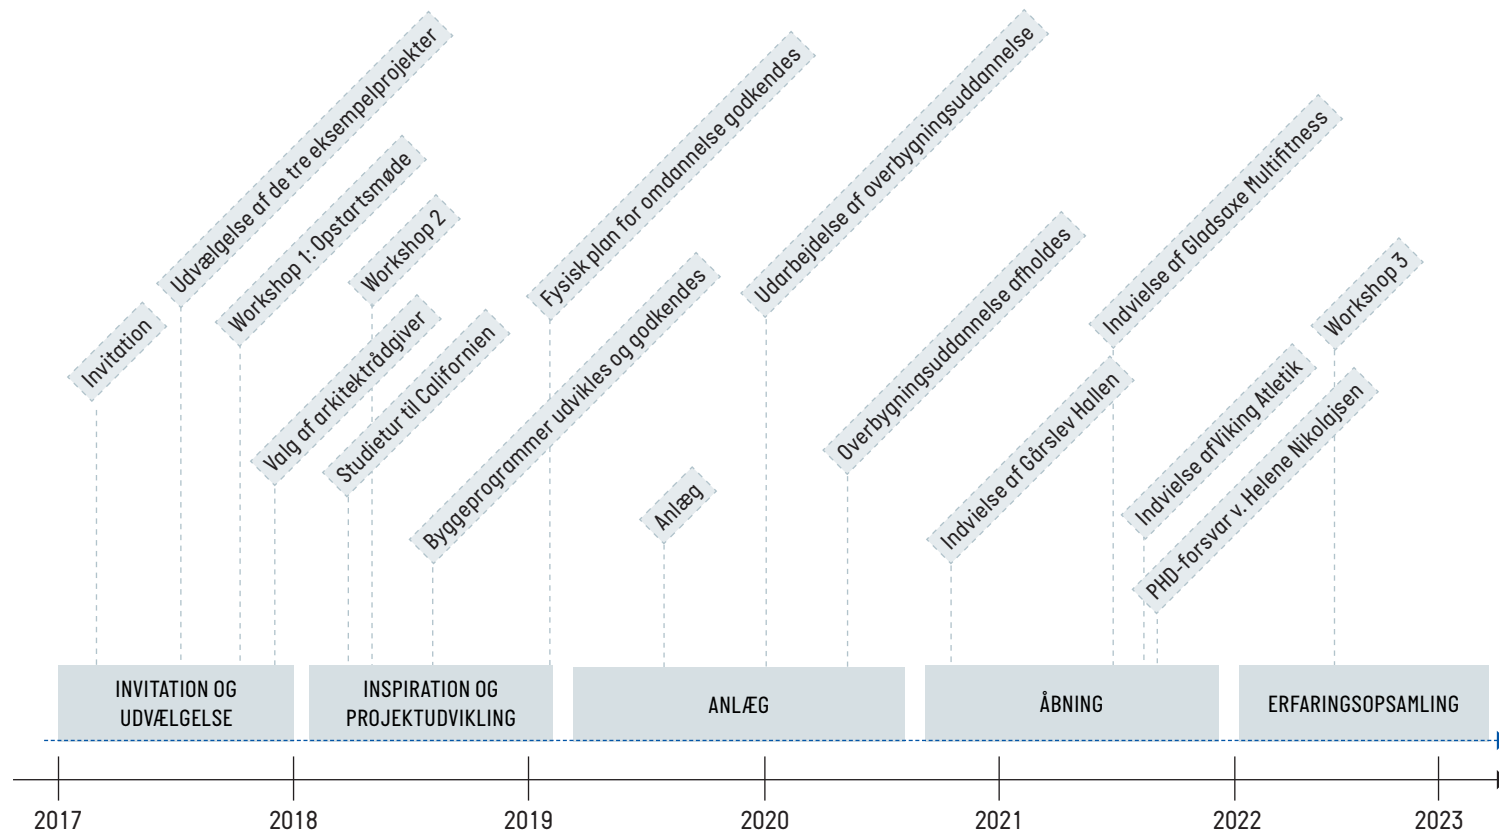 Invitation
Udvælgelse af de tre eksempelprojekter
Workshop 1: Opstartsmøde
Valg af arkitektrådgiver
Studietur til Californien
Workshop 2
Byggeprogrammer udvikles og godkendes
Fysisk plan for omdannelse godkendes
Anlæg
Udarbejdelse af overbygningsuddannelse
Overbygningsuddannelse afholdes
Indvielse af Gårslev Hallen
Indvielse af Gladsaxe Multifitness
Indvielse afViking Atletik
PHD-forsvar v. Helene Nikolajsen
Workshop 3
INVITATION OG
UDVÆLGELSE
INSPIRATION OG
PROJEKTUDVIKLING
ANLÆG
ÅBNING
ERFARINGSOPSAMLING
2017
2018
2019
2020
2021
2022
2023